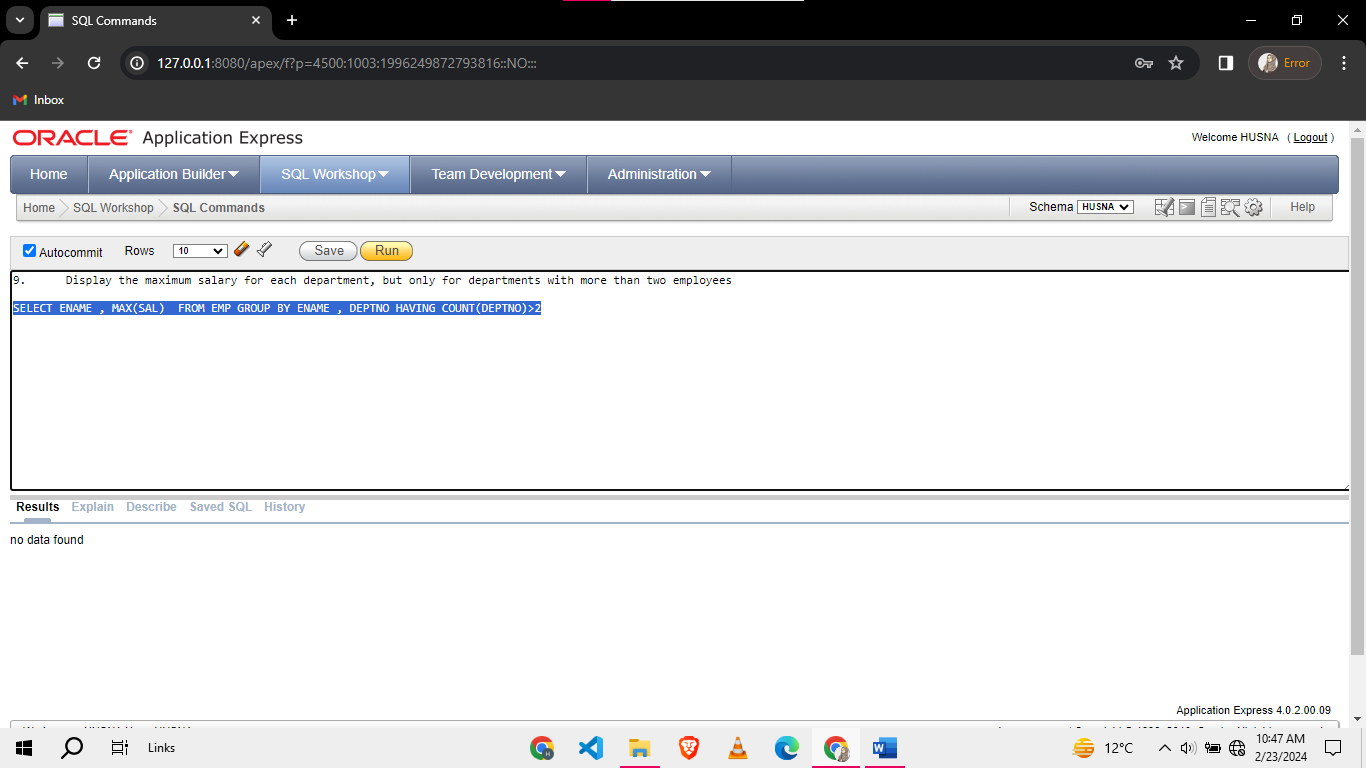 SQL Commands
127.0.0.1:8080/apex/f?p=4500:1003:1996249872793816::NO:::
Error
Inbox
ORACLE® Application Express
Welcome HUSNA ( Logout )
Home Application Builder SQL Workshop Team Development Administration
Home SQL Workshop SQL Commands
Schema HUSNA
Help
Autocommit Rows 10 Save Run
9. Display the maximum salary for each department, but only for departments with more than two employees
SELECT ENAME , MAX(SAL) FROM EMP GROUP BY ENAME , DEPTNO HAVING COUNT(DEPTNO)>2
Results Explain Describe Saved SQL History
no data found
Application Express 4.0.2.00.09
Links
12°C
10:47 AM
2/23/2024